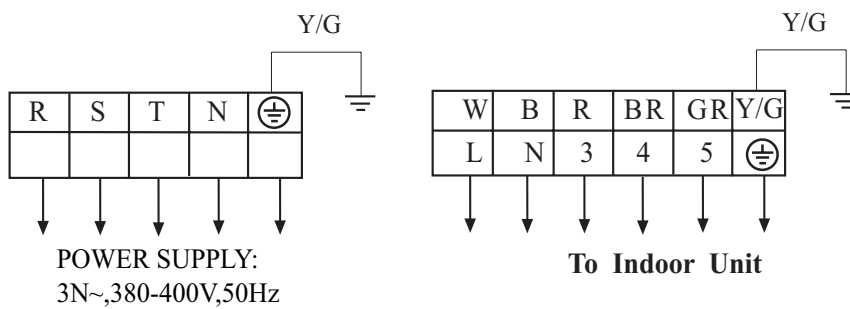 Y/G
R S T N
POWER SUPPLY:
3N~,380-400V,50Hz
Y/G
W B R BR GR Y/G
L N 3 4 5
To Indoor Unit